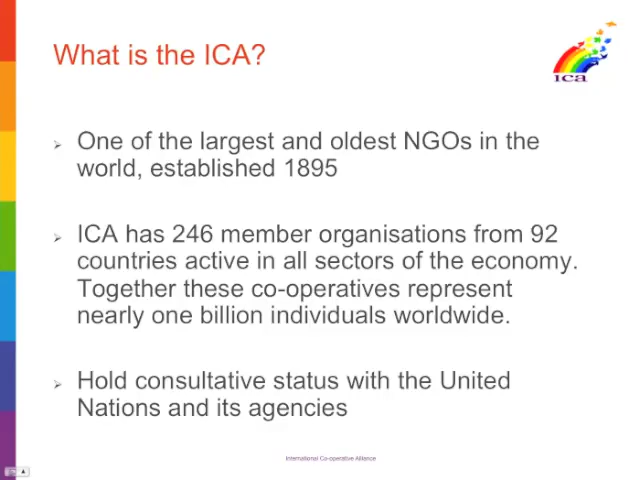 What is the ICA?
ica
One of the largest and oldest NGOs in the
world, established 1895
ICA has 246 member organisations from 92
countries active in all sectors of the economy.
Together these co-operatives represent
nearly one billion individuals worldwide.
Hold consultative status with the United
Nations and its agencies
International Co-operative Alliance